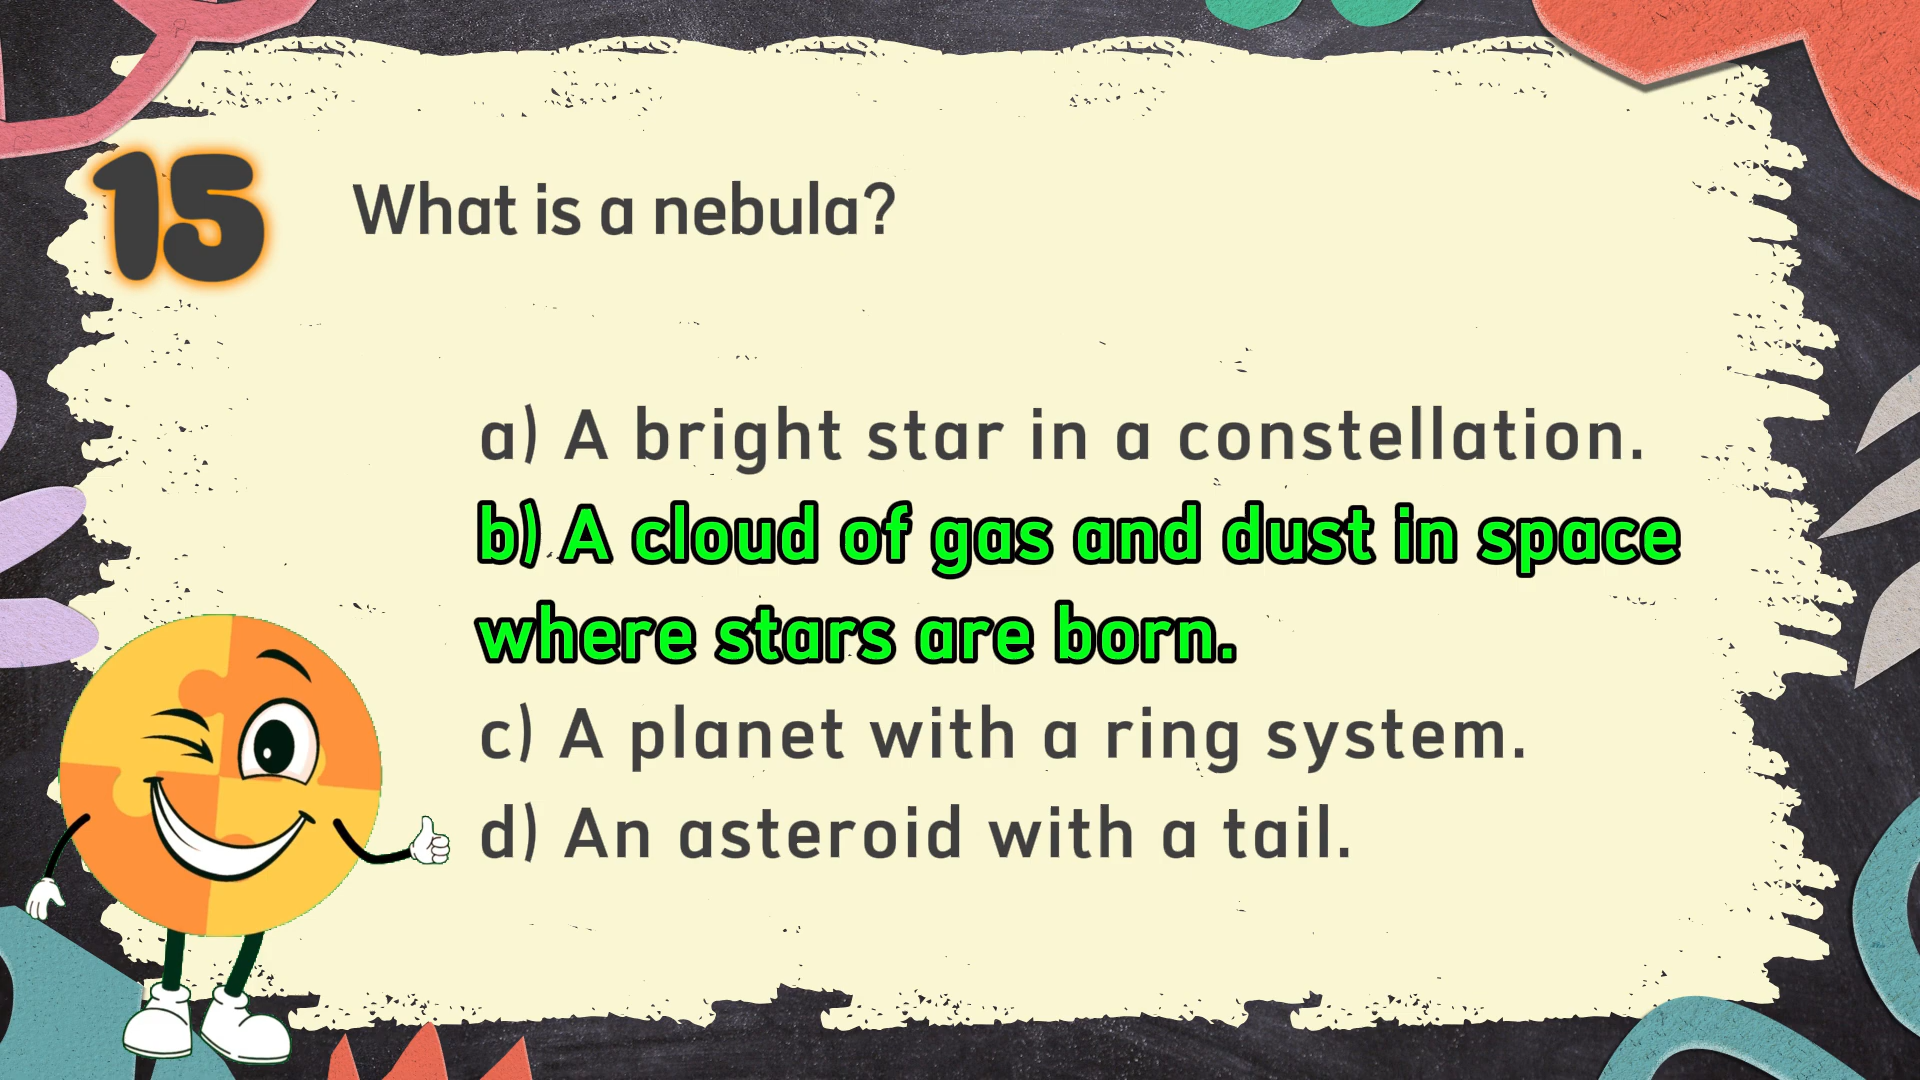 15
What is a nebula?
a) A bright star in a constellation.
b) A cloud of gas and dust in space
where stars are born.
c) A planet with a ring system.
d) An asteroid with a tail.